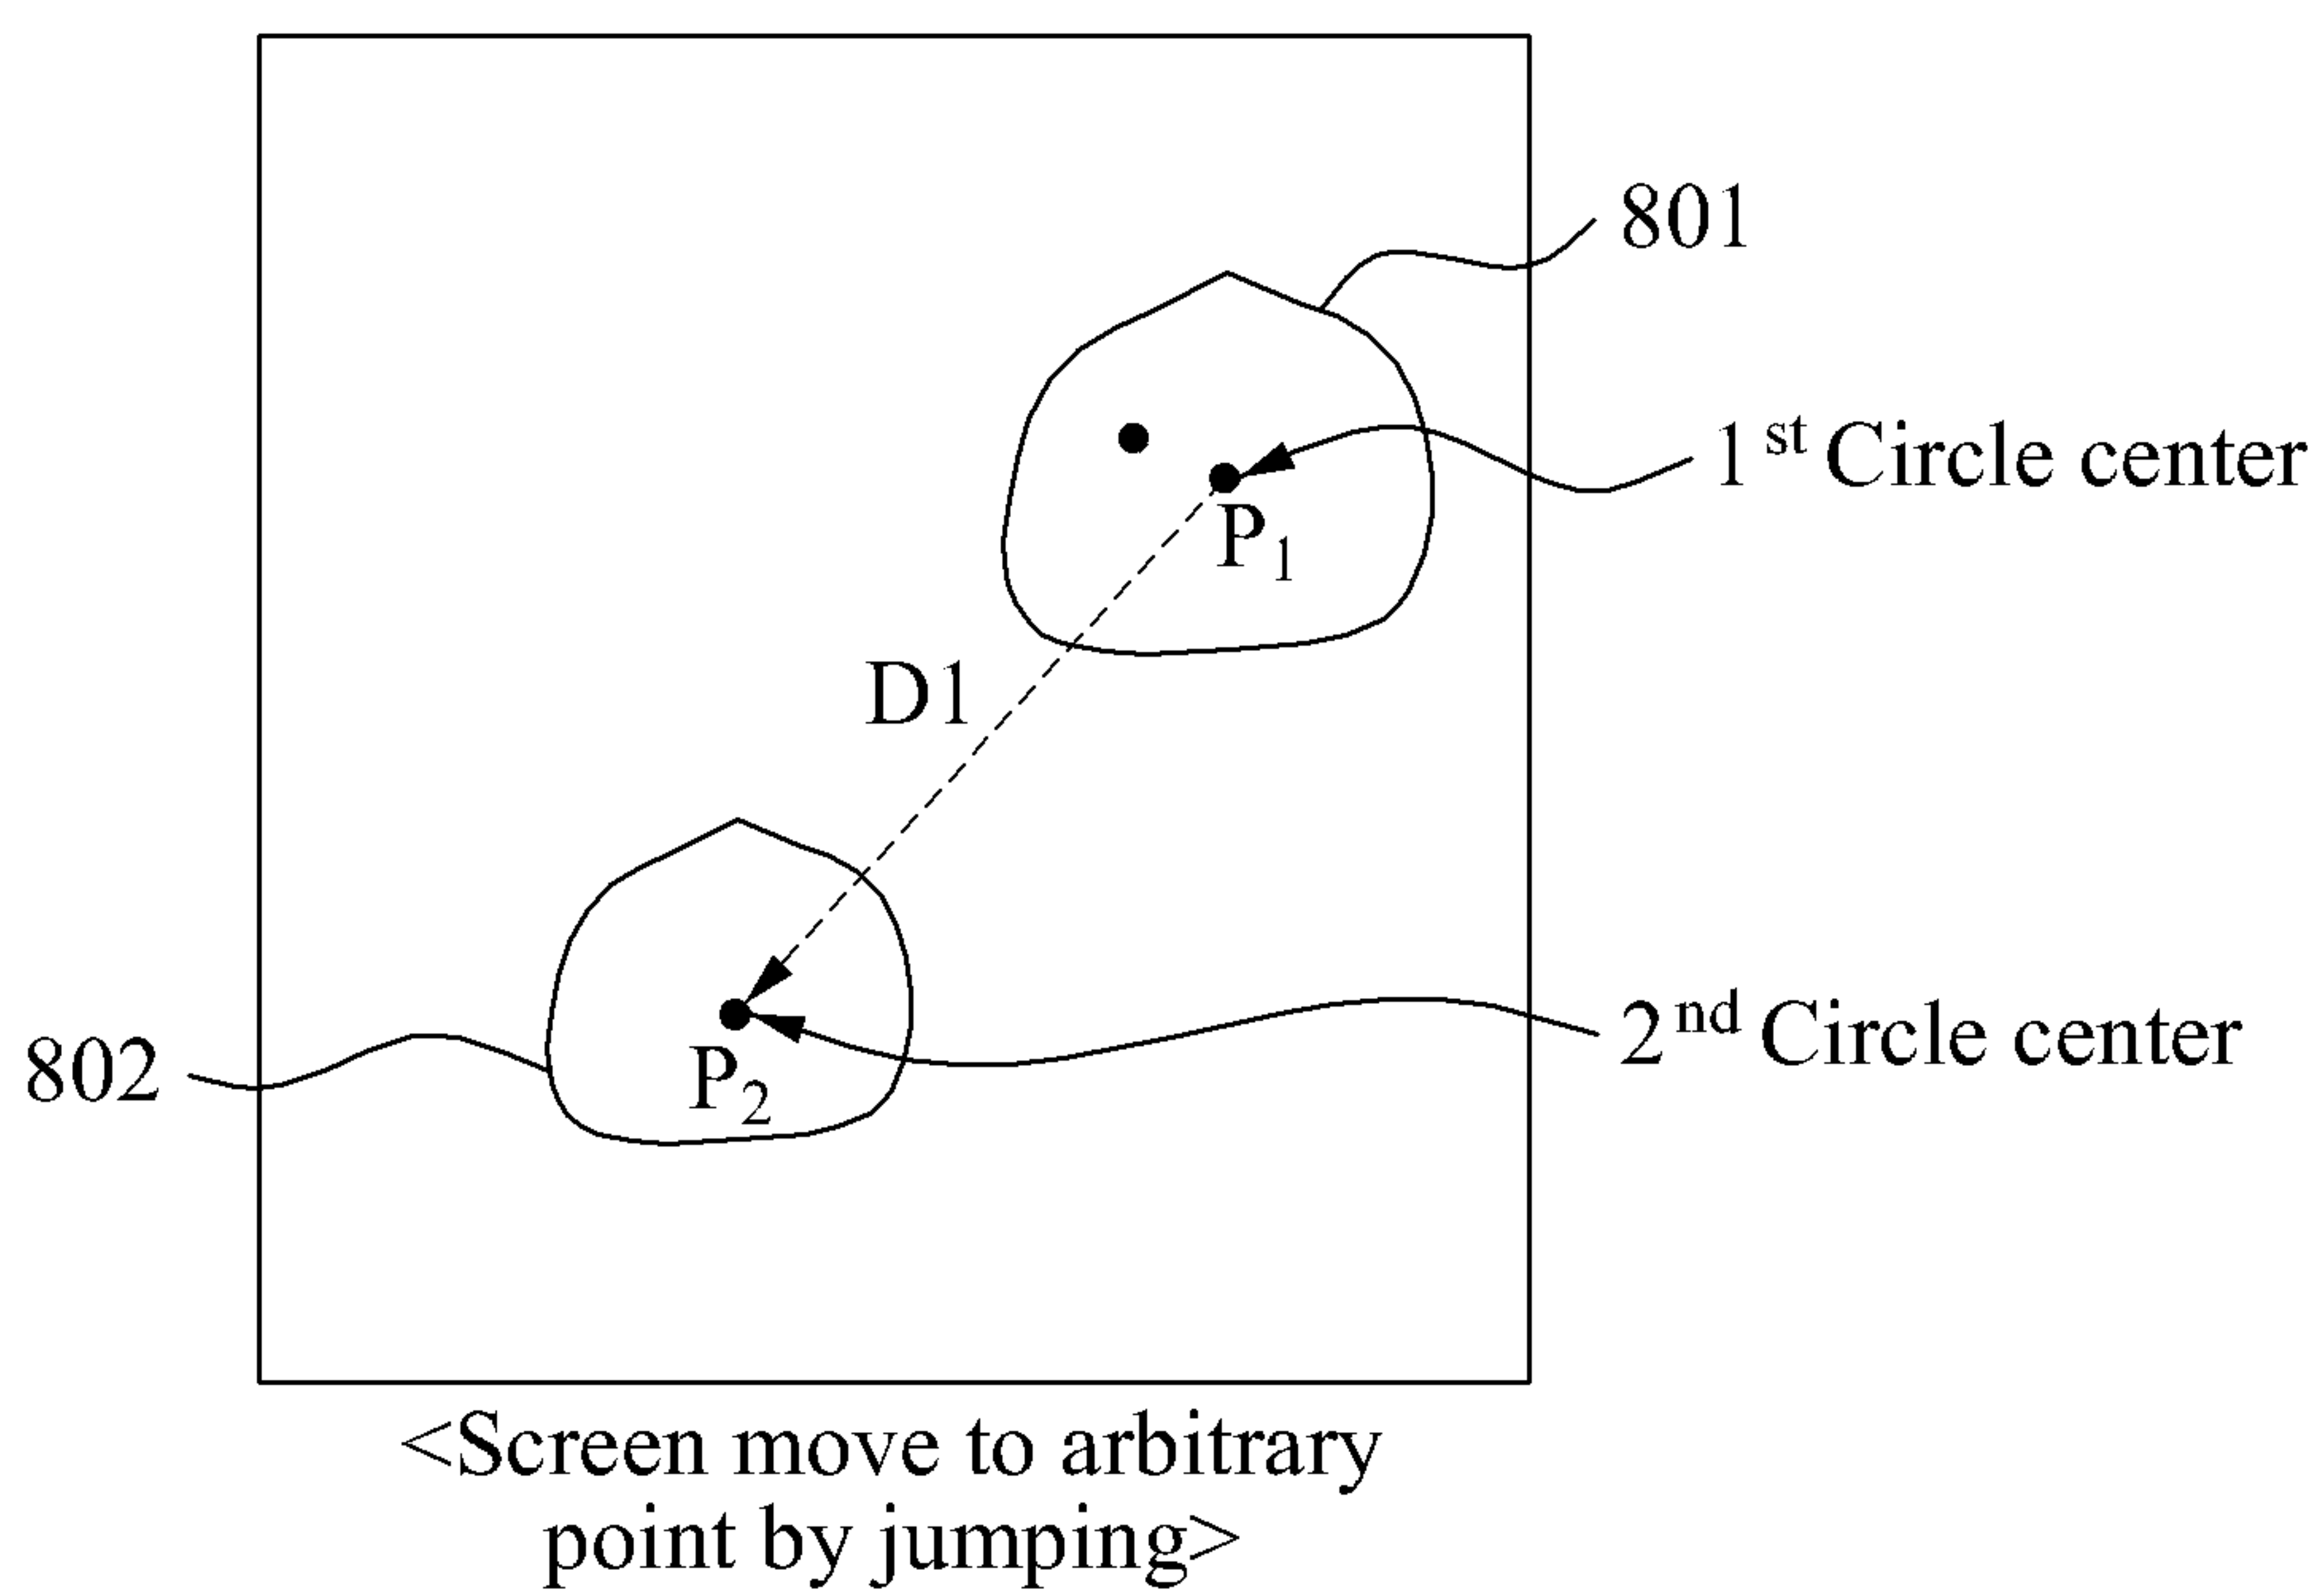 801
1st Circle center
P1
D1
2nd Circle center
802
P2
<Screen move to arbitrary
point by jumping>